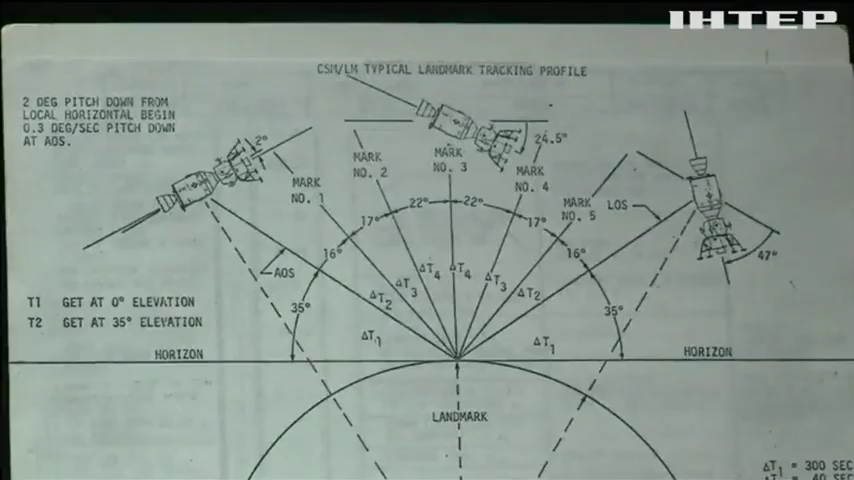 ІНТЕР
CSM/LM TYPICAL LANDMARK TRACKING PROFILE
2 DEG PITCH DOWN FROM
LOCAL HORIZONTAL BEGIN
0.3 DEG/SEC PITCH DOWN
AT AOS.
2°
24.5°
MARK
NO. 1
MARK
NO. 2
MARK
NO. 3
MARK
NO. 4
MARK
NO. 5
LOS
47°
22°
22°
17°
17°
16°
16°
AOS
ΔT4
ΔT4
ΔT3
ΔT3
ΔT2
ΔT2
35°
35°
T1 GET AT 0° ELEVATION
T2 GET AT 35° ELEVATION
ΔT1
ΔT1
HORIZON
HORIZON
LANDMARK
ΔT1 = 300 SEC
= 40 SEC